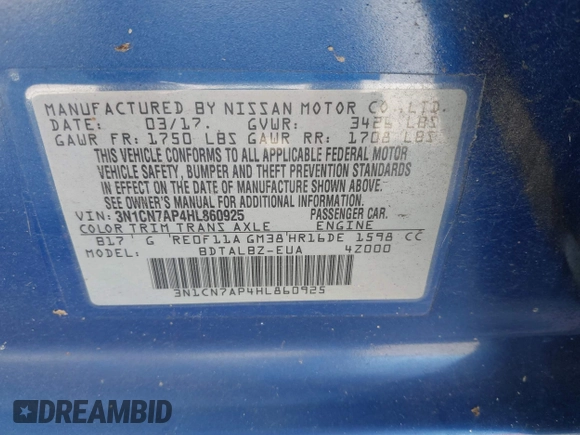 MANUFACTURED BY NISSAN MOTOR CO., LTD.
DATE: 03/17. GVWR: 3426 LBS
GAWR FR: 1750 LBS GAWR RR: 1708 LBS
THIS VEHICLE CONFORMS TO ALL APPLICABLE FEDERAL MOTOR
VEHICLE SAFETY, BUMPER AND THEFT PREVENTION STANDARDS
IN EFFECT ON THE DATE OF MANUFACTURE SHOWN ABOVE.
SEE OWNER'S MANUAL FOR ADDITIONAL INFORMATION.
VIN: 3N1CN7AP4HL860925 PASSENGER CAR.
COLOR TRIM TRANS AXLE ENGINE
B17 G RE0F11A GM38 HR16DE 1598 CC
MODEL: BDTALBZ-EUA 4Z000
3N1CN7AP4HL860925
DREAMBID